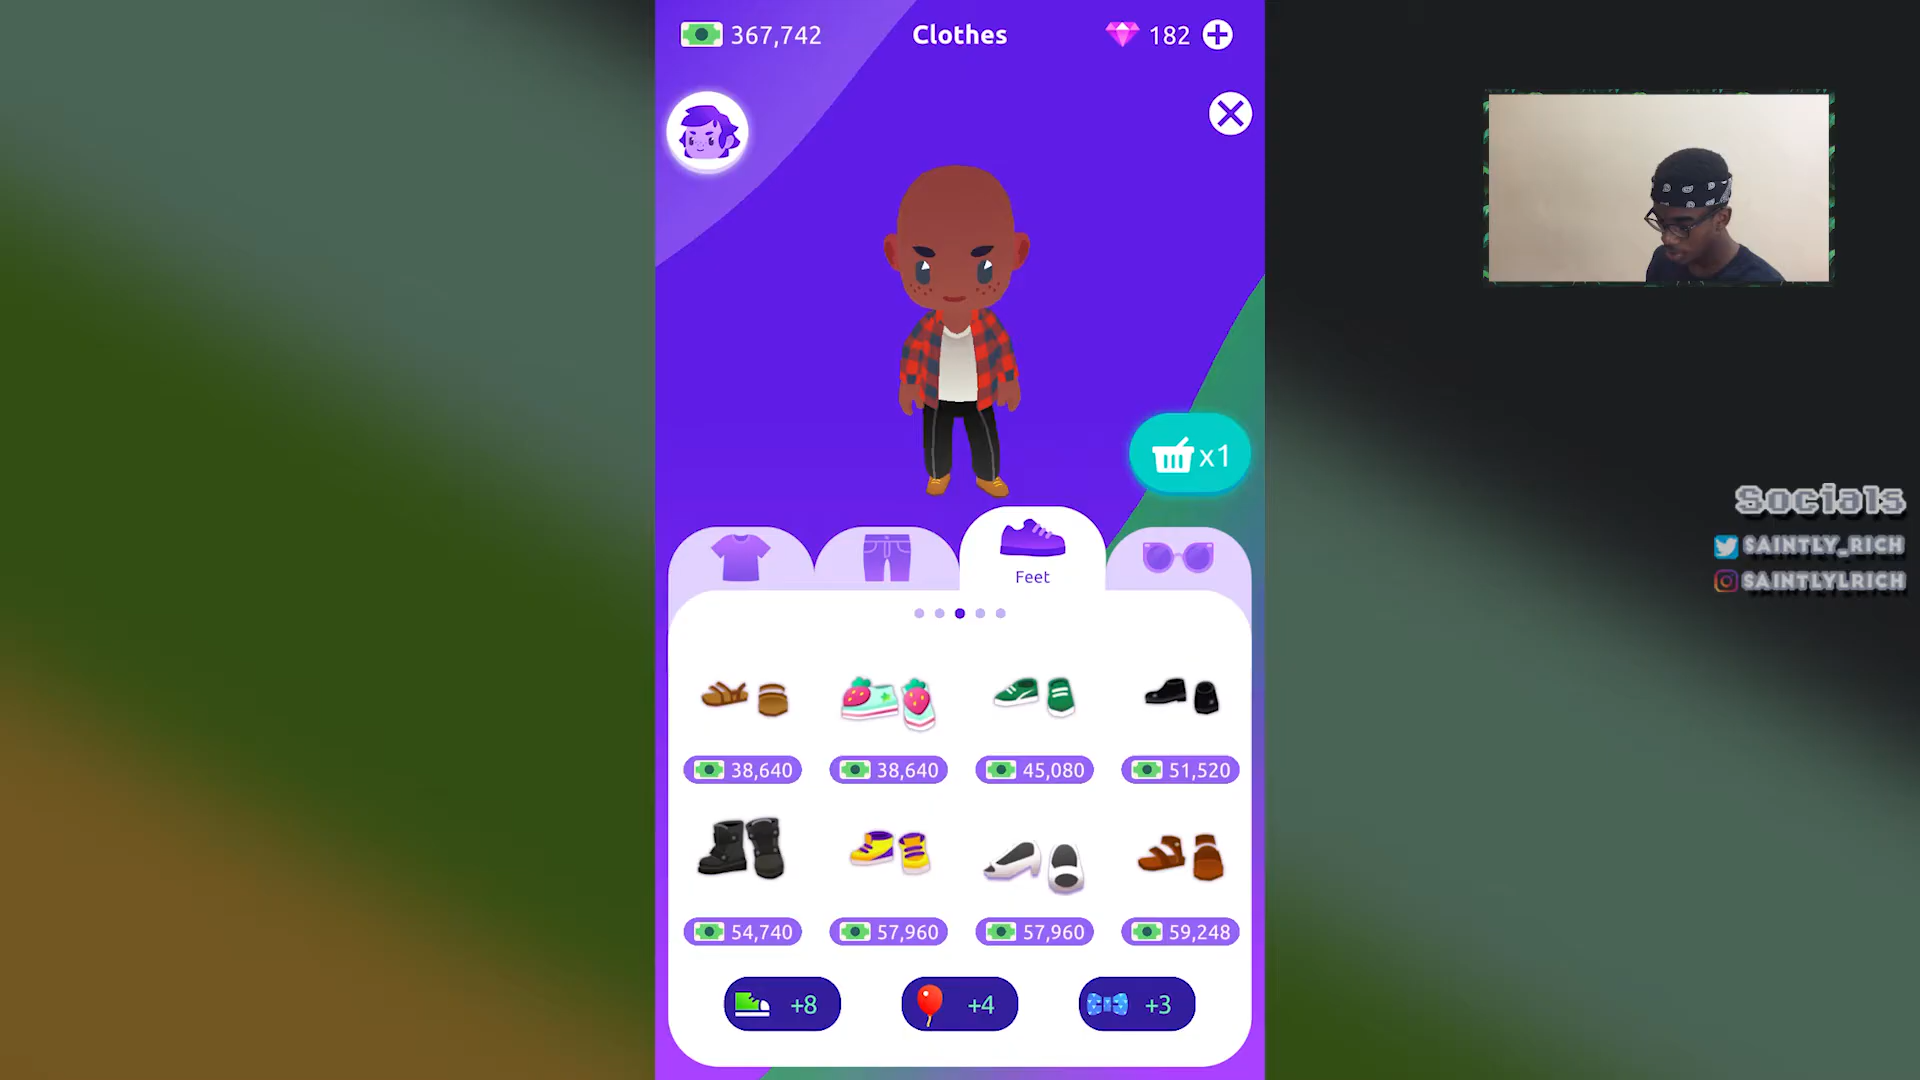 367,742
Clothes
182
x1
Feet
38,640
38,640
45,080
51,520
54,740
57,960
57,960
59,248
+8
+4
+3
Socials
SAINTLY_RICH
SAINTLYLRICH